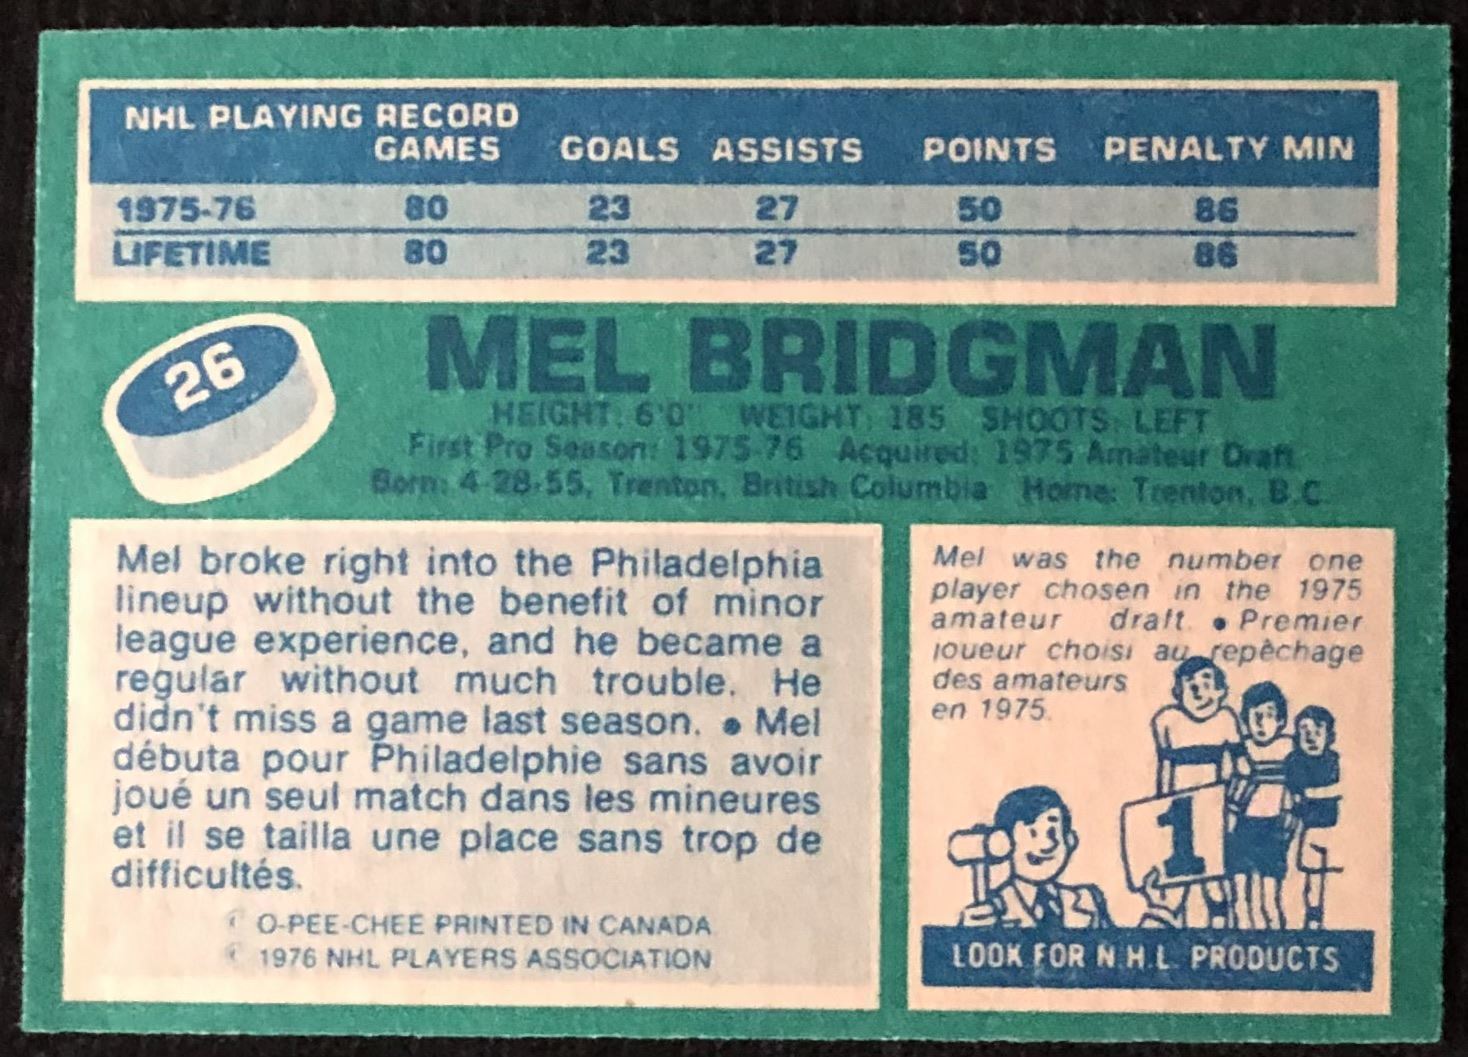 NHL PLAYING RECORD
GAMES GOALS ASSISTS POINTS PENALTY MIN
1975-76 80 23 27 50 86
LIFETIME 80 23 27 50 86
26
MEL BRIDGMAN
HEIGHT: 6'0" WEIGHT: 185 SHOOTS: LEFT
First Pro Season: 1975-76 Acquired: 1975 Amateur Draft
Born: 4-28-55, Trenton, British Columbia Home: Trenton, B.C.
Mel broke right into the Philadelphia
lineup without the benefit of minor
league experience, and he became a
regular without much trouble. He
didn't miss a game last season. • Mel
débuta pour Philadelphie sans avoir
joué un seul match dans les mineures
et il se tailla une place sans trop de
difficultés.
© O-PEE-CHEE PRINTED IN CANADA
© 1976 NHL PLAYERS ASSOCIATION
Mel was the number one
player chosen in the 1975
amateur draft. • Premier
joueur choisi au repêchage
des amateurs
en 1975.
1
LOOK FOR N.H.L. PRODUCTS